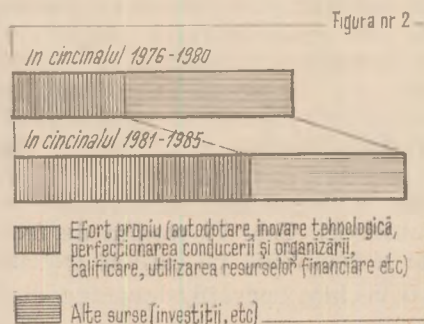 Figura nr 2
In cincinalul 1976-1980
In cincinalul 1981-1985
Efort propiu (autodotare, inovare tehnologică,
perfecționarea conducerii și organizării,
calificare, utilizarea resurselor financiare etc)
Alte surse (investiții, etc)